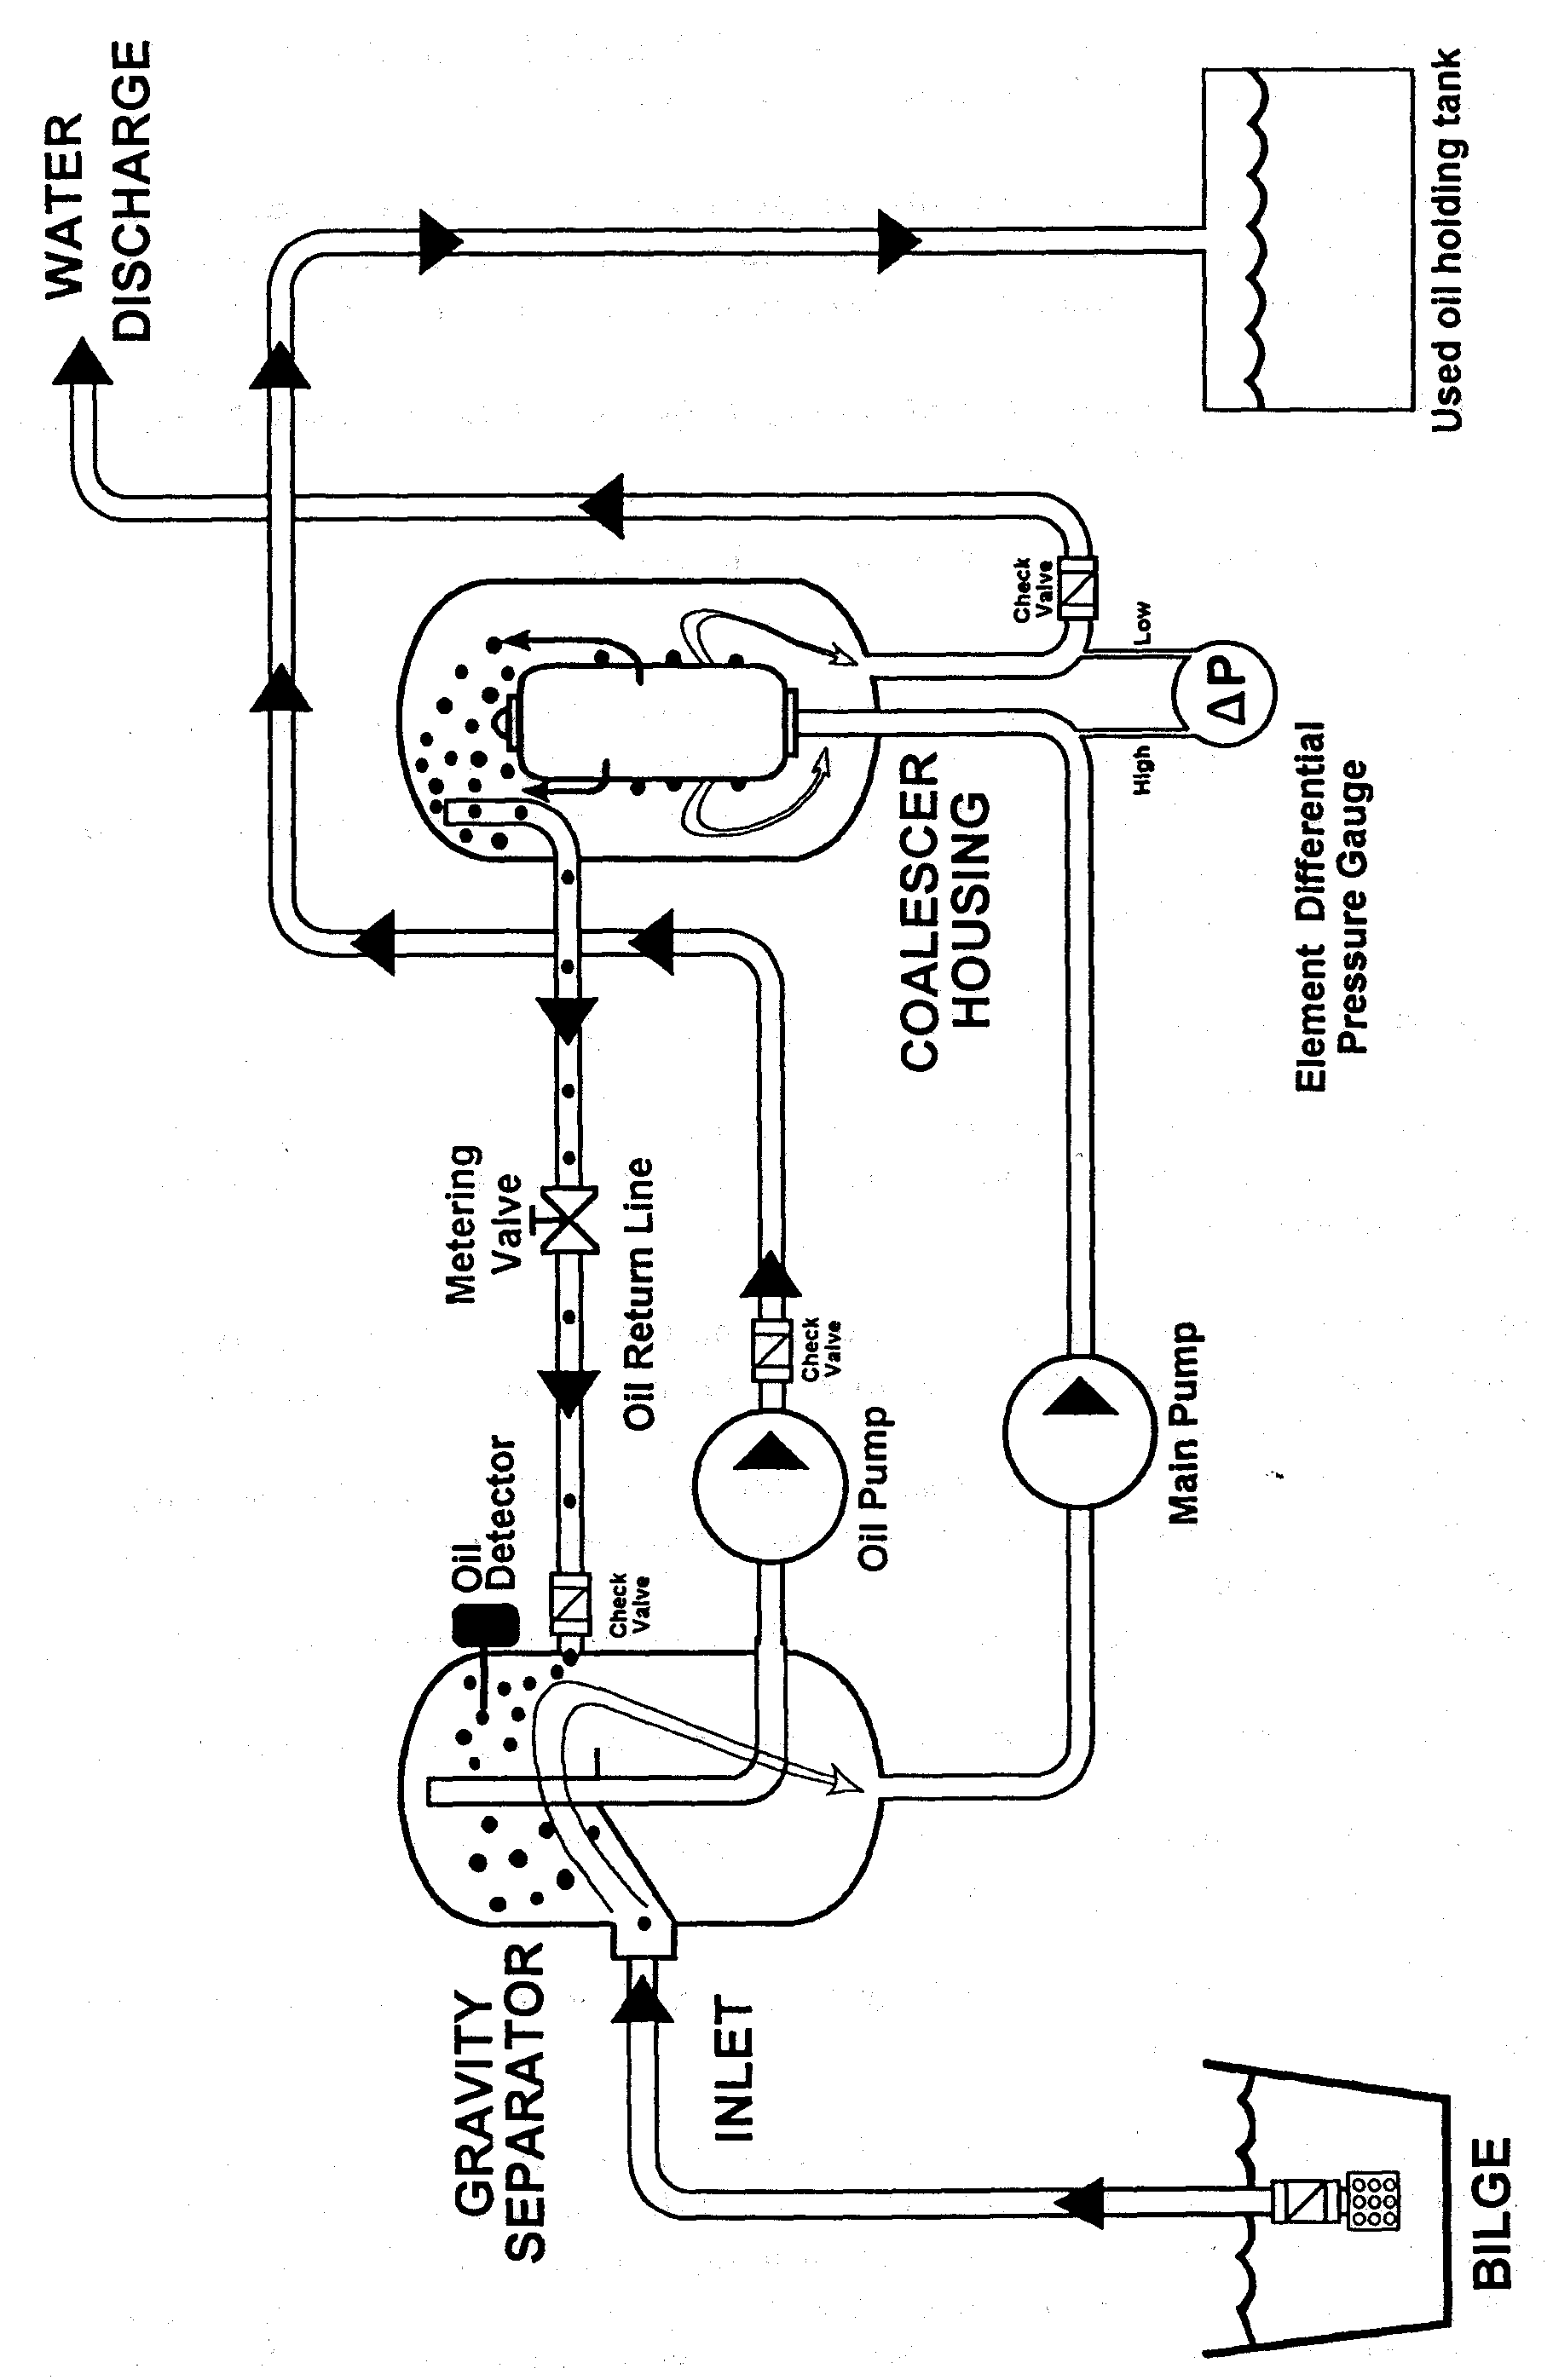 WATER
DISCHARGE
Used oil holding tank
Check
Valve
Low
ΔP
High
Element Differential
Pressure Gauge
COALESCER
HOUSING
Metering
Valve
Oil Return Line
Check
Valve
Oil Pump
Main Pump
Oil
Detector
Check
Valve
GRAVITY
SEPARATOR
INLET
BILGE